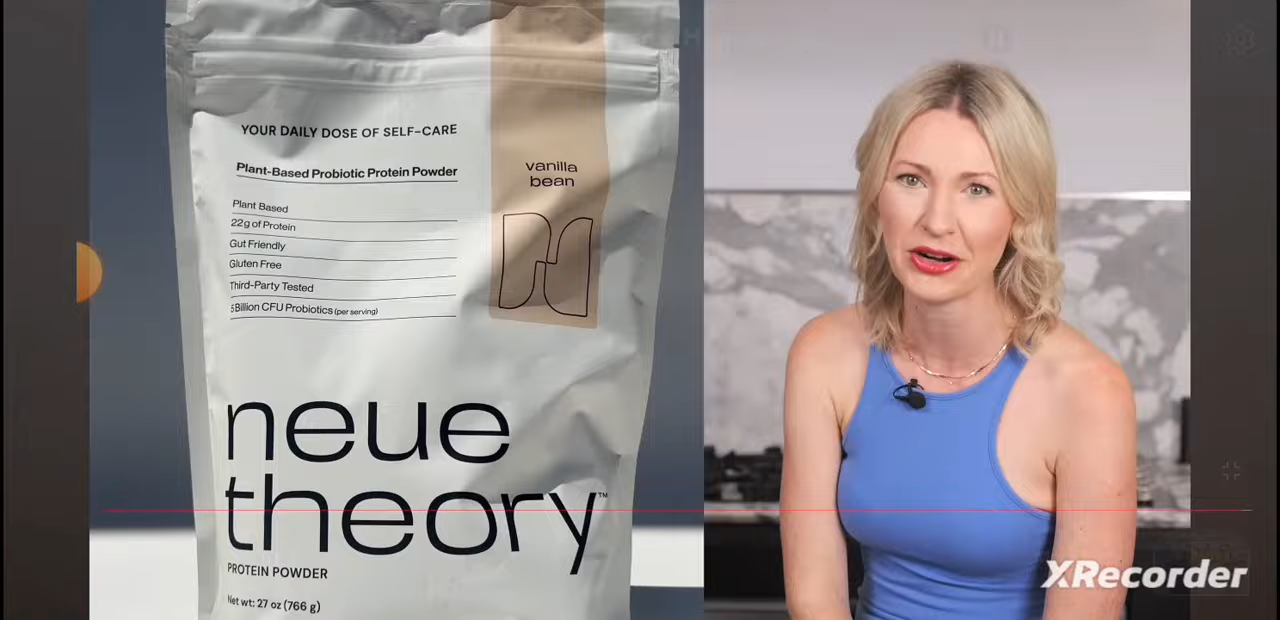 YOUR DAILY DOSE OF SELF-CARE
Plant-Based Probiotic Protein Powder
Plant Based
22g of Protein
Gut Friendly
Gluten Free
Third-Party Tested
5 Billion CFU Probiotics (per serving)
vanilla
bean
neue
theory™
PROTEIN POWDER
Net wt: 27 oz (766 g)
XRecorder